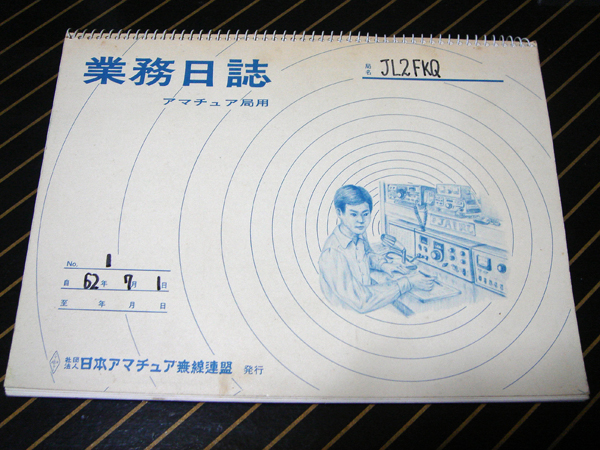 業務日誌
アマチュア局用
局名 JL2FKQ
No. 1
自 62年 7月 1日
至 年 月 日
社団法人 日本アマチュア無線連盟 発行